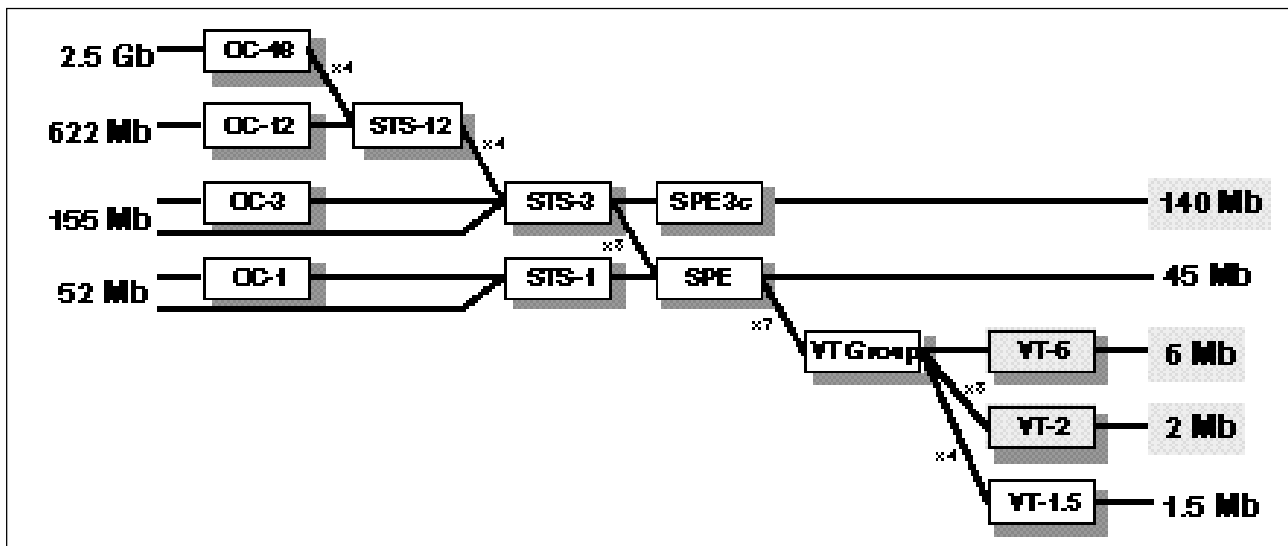 2.5 Gb OC-48
x4
622 Mb OC-12 STS-12
x4
155 Mb OC-3 STS-3 SPE3c 140 Mb
x3
52 Mb OC-1 STS-1 SPE 45 Mb
x7
VT Group VT-6 6 Mb
x3
VT-2 2 Mb
x4
VT-1.5 1.5 Mb